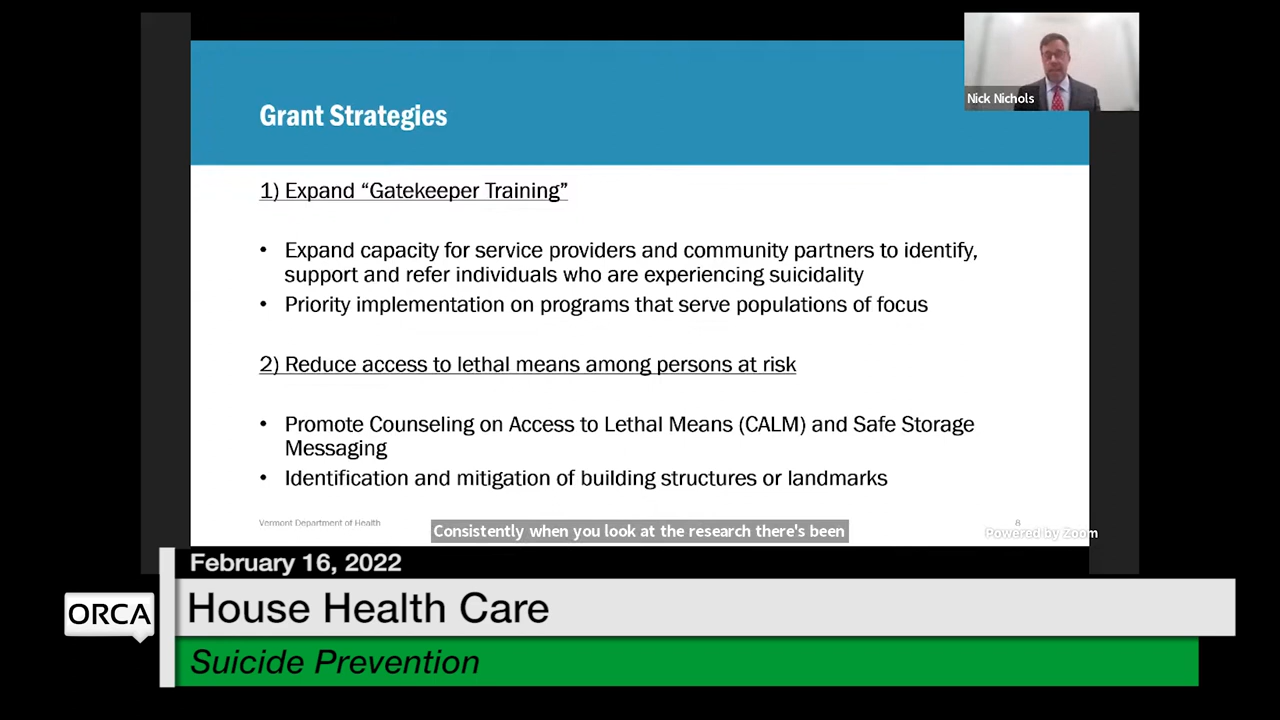 Nick Nichols
Grant Strategies
1) Expand “Gatekeeper Training”
• Expand capacity for service providers and community partners to identify,
support and refer individuals who are experiencing suicidality
• Priority implementation on programs that serve populations of focus
2) Reduce access to lethal means among persons at risk
• Promote Counseling on Access to Lethal Means (CALM) and Safe Storage
Messaging
• Identification and mitigation of building structures or landmarks
Vermont Department of Health
8
Consistently when you look at the research there's been
Powered by Zoom
February 16, 2022
ORCA
House Health Care
Suicide Prevention